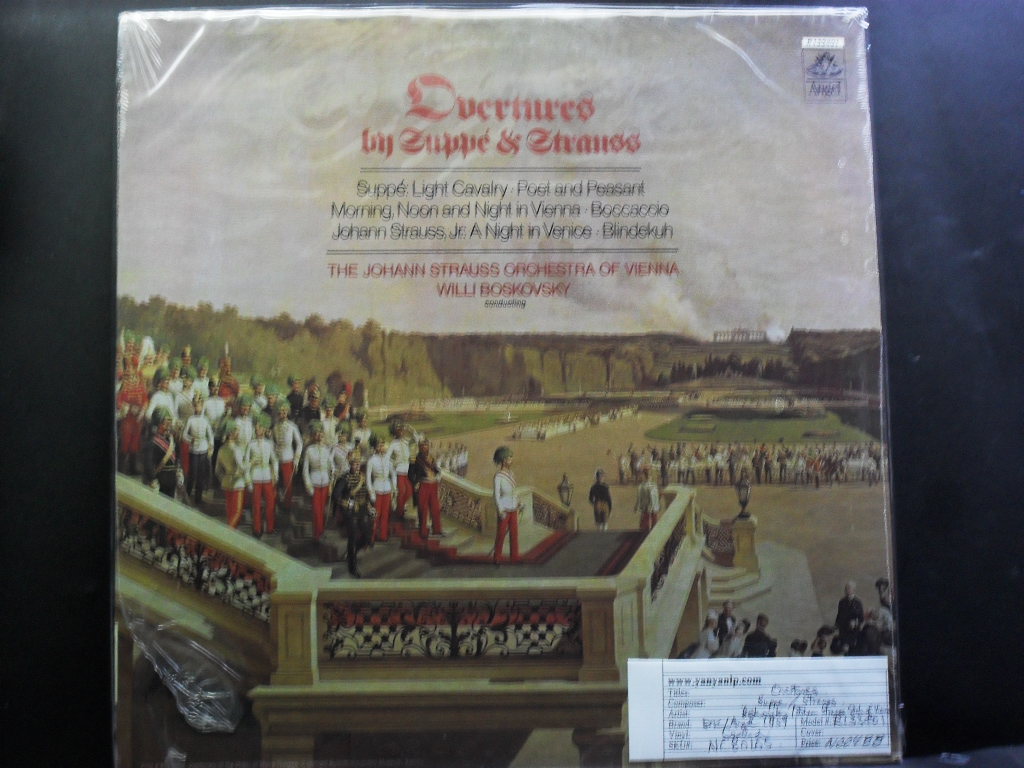 Angel
Overtures
by Suppé & Strauss
Suppé: Light Cavalry · Poet and Peasant
Morning, Noon and Night in Vienna · Boccaccio
Johann Strauss, Jr. A Night in Venice · Blindekuh
THE JOHANN STRAUSS ORCHESTRA OF VIENNA
WILLI BOSKOVSKY
conducting
www.yanyanlp.com
Title:
Composer: Suppe / Strauss
Artist:
Brand:
Model #:
Vinyl:
Cover:
SKU#:
Price: